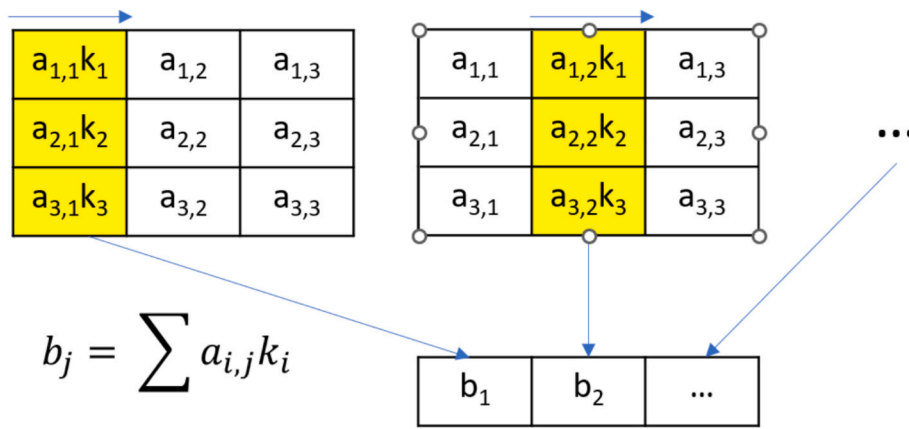 a1,1k1 a1,2 a1,3
a2,1k2 a2,2 a2,3
a3,1k3 a3,2 a3,3
a1,1 a1,2k1 a1,3
a2,1 a2,2k2 a2,3
a3,1 a3,2k3 a3,3
...
bj = ∑ ai,jki
b1 b2 ...